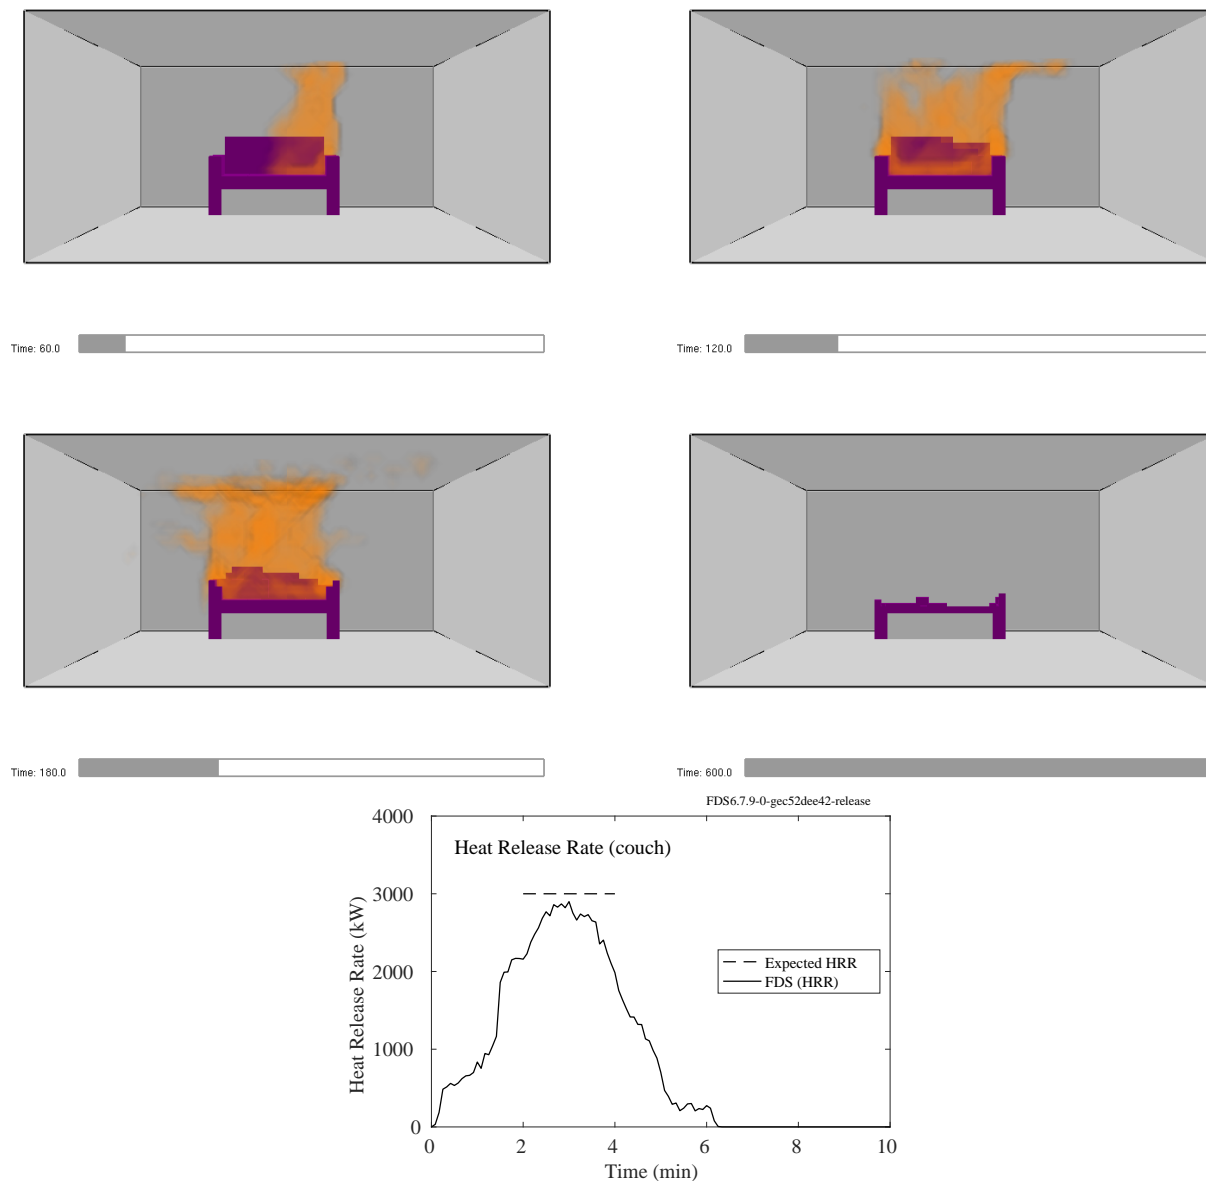 Time: 60.0
Time: 120.0
Time: 180.0
Time: 600.0
FDS6.7.9-0-gec52dee42-release
4000
Heat Release Rate (couch)
3000
2000
1000
0
Heat Release Rate (kW)
Expected HRR
FDS (HRR)
0 2 4 6 8 10
Time (min)